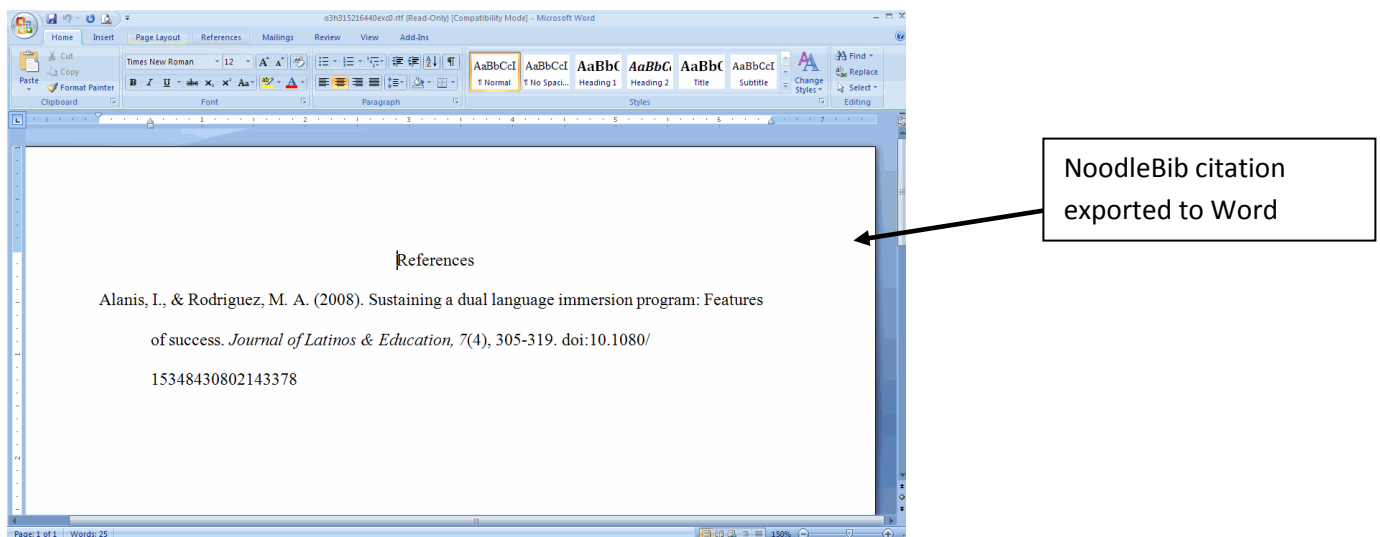 o3h315216440exc0.rtf (Read-Only) [Compatibility Mode] - Microsoft Word
Home Insert Page Layout References Mailings Review View Add-Ins
Cut
Copy
Paste
Format Painter
Clipboard
Times New Roman 12
Font
Paragraph
AaBbCcI AaBbCcI AaBb( AaBbCc AaBbC AaBbCcI
¶ Normal ¶ No Spaci... Heading 1 Heading 2 Title Subtitle
Change Styles
Styles
Find
Replace
Select
Editing
References
Alanis, I., & Rodriguez, M. A. (2008). Sustaining a dual language immersion program: Features
of success. Journal of Latinos & Education, 7(4), 305-319. doi:10.1080/
15348430802143378
Page: 1 of 1 Words: 25
150%
NoodleBib citation
exported to Word